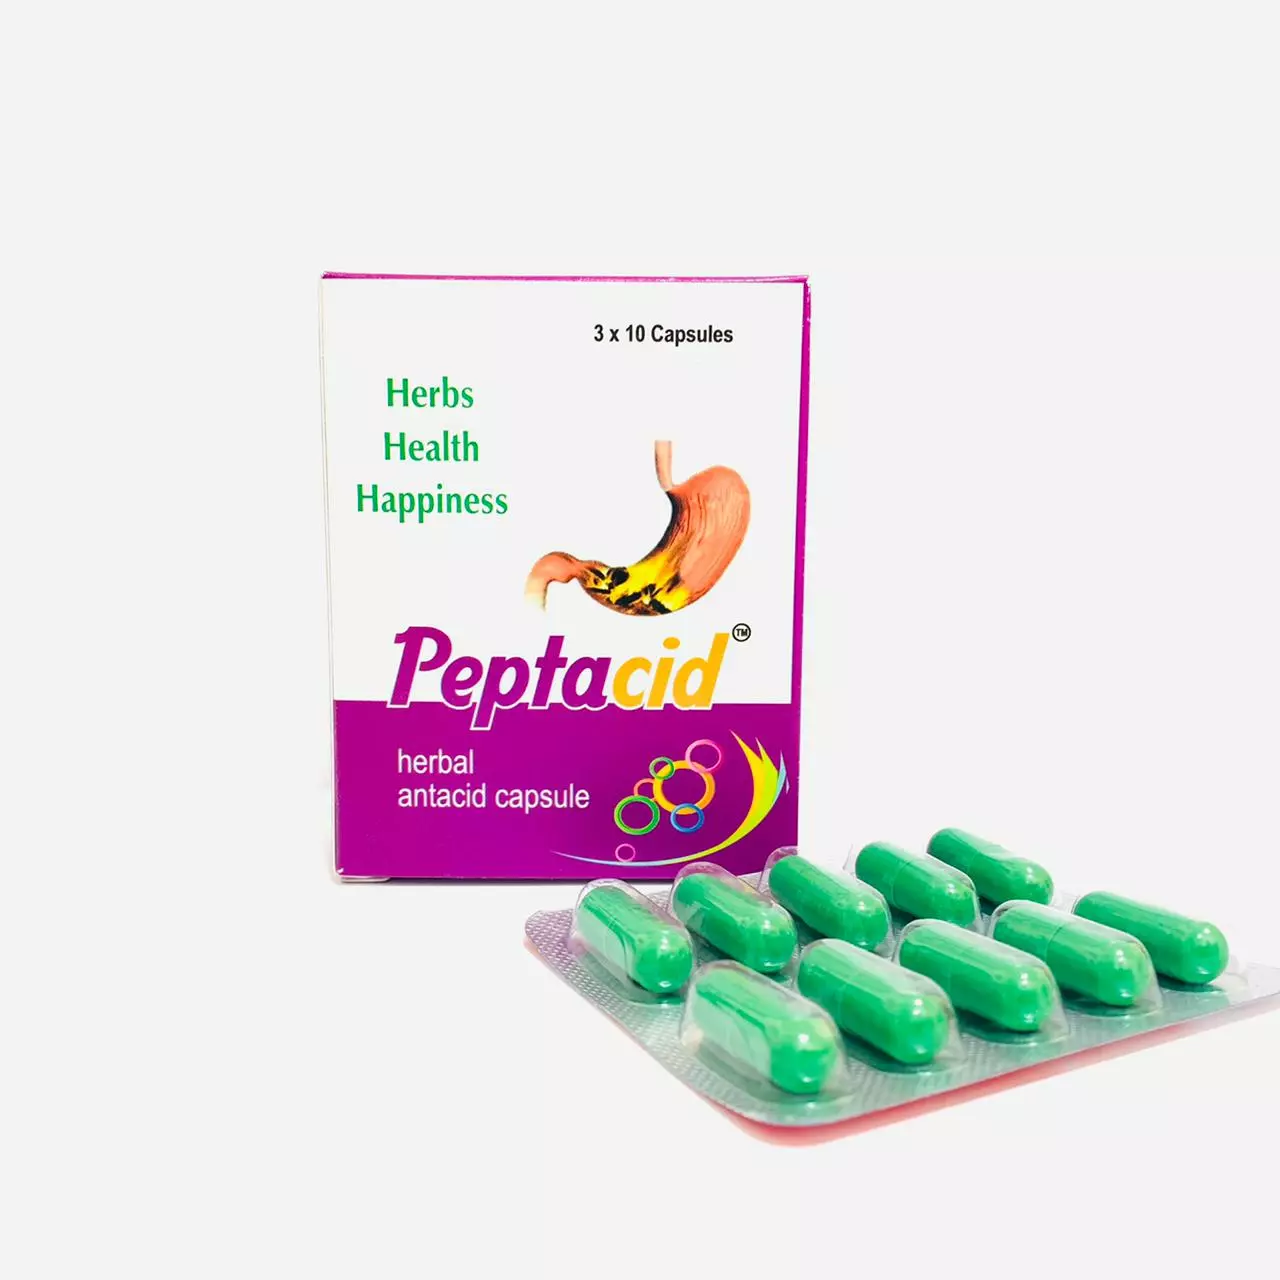 3 x 10 Capsules
Herbs
Health
Happiness
Peptacid™
herbal
antacid capsule